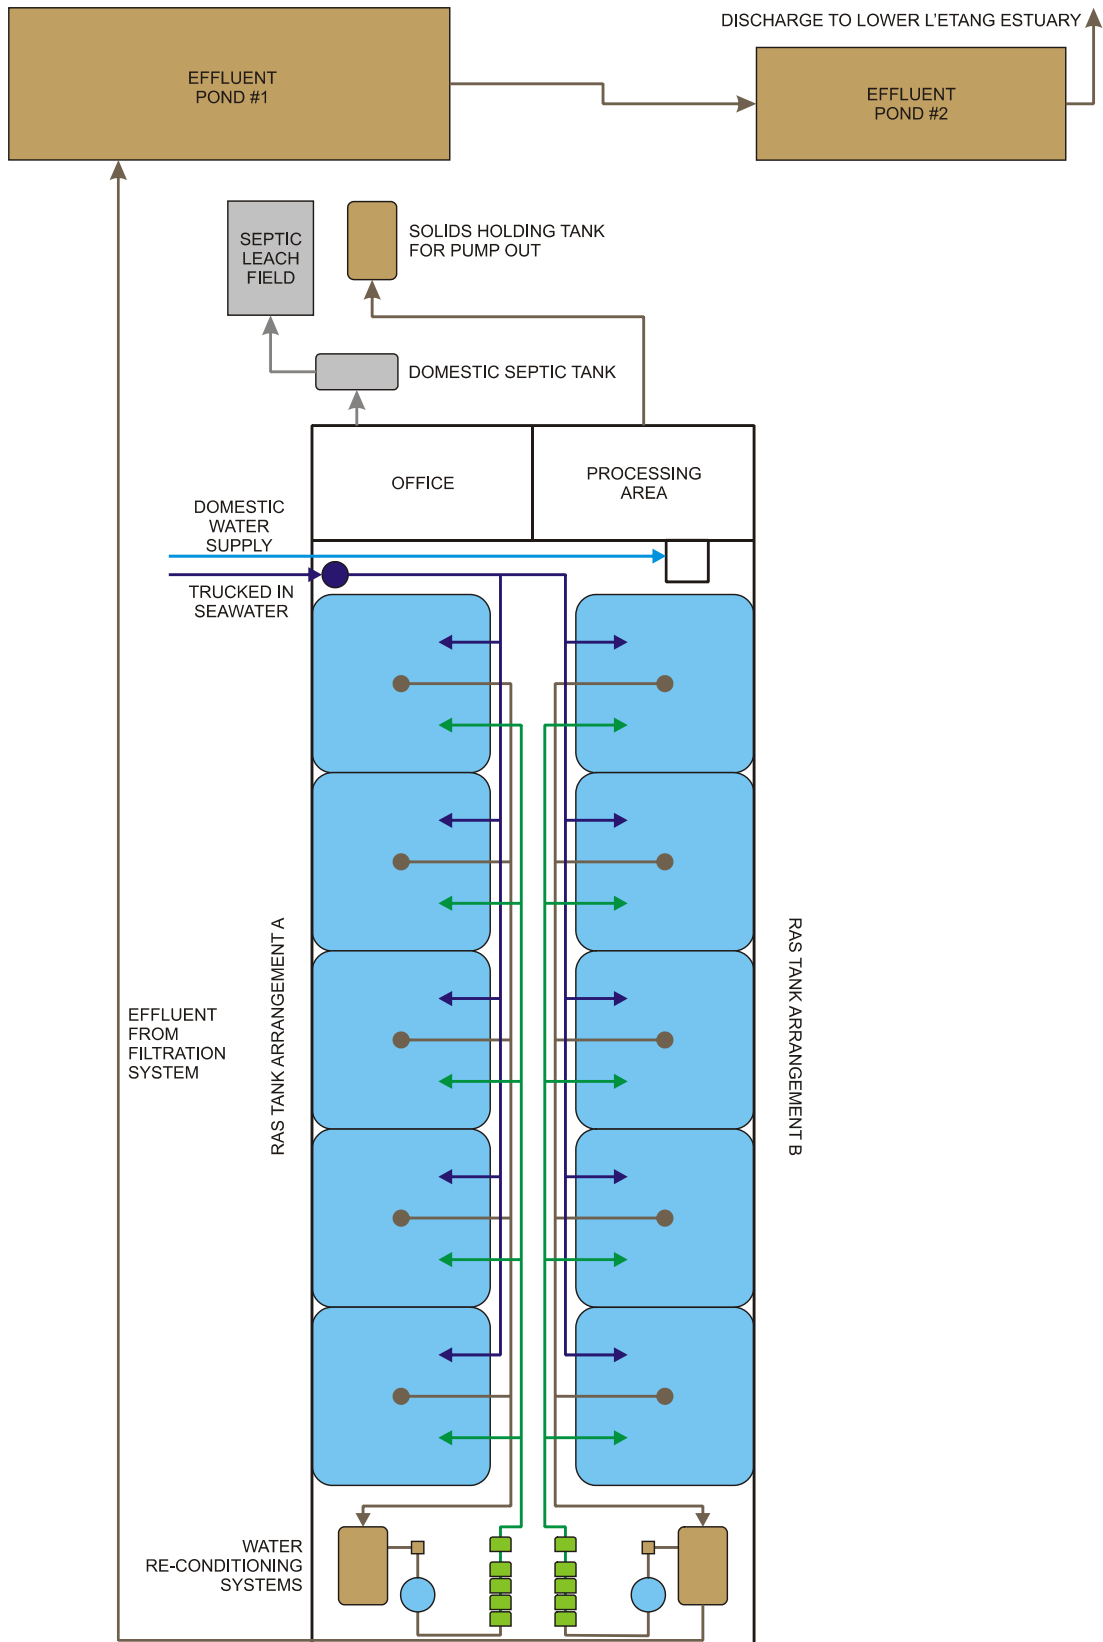 DISCHARGE TO LOWER L'ETANG ESTUARY
EFFLUENT
POND #1
EFFLUENT
POND #2
SEPTIC
LEACH
FIELD
SOLIDS HOLDING TANK
FOR PUMP OUT
DOMESTIC SEPTIC TANK
OFFICE
PROCESSING
AREA
DOMESTIC
WATER
SUPPLY
TRUCKED IN
SEAWATER
RAS TANK ARRANGEMENT A
RAS TANK ARRANGEMENT B
EFFLUENT
FROM
FILTRATION
SYSTEM
WATER
RE-CONDITIONING
SYSTEMS